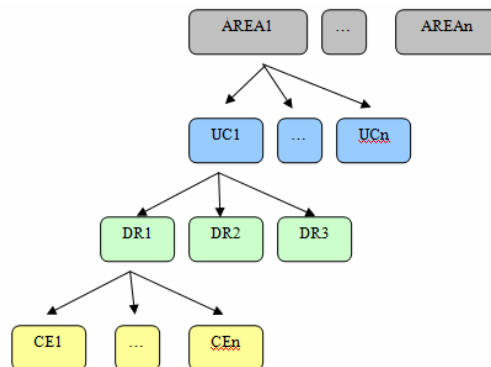 AREA1 ... AREAn
UC1 ... UCn
DR1 DR2 DR3
CE1 ... CEn